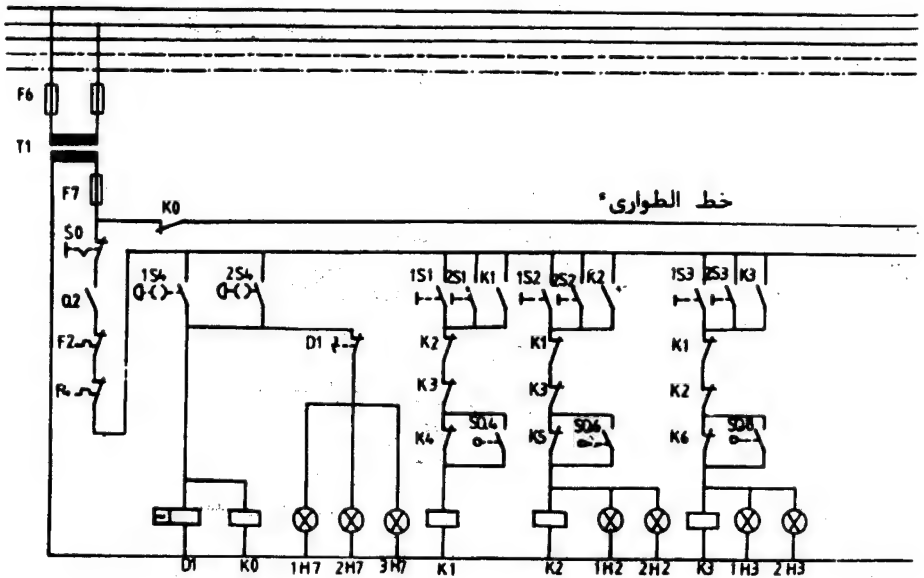 F6
T1
F7
K0
خط الطوارىء
S0
1S4
2S4
1S1
2S1
K1
1S2
2S2
K2
1S3
2S3
K3
Q2
F2
D1
K2
K1
K1
K3
K3
K2
K4
SQ4
K5
SQ6
K6
SQ8
D1
K0
1H7
2H7
3H7
K1
K2
1H2
2H2
K3
1H3
2H3